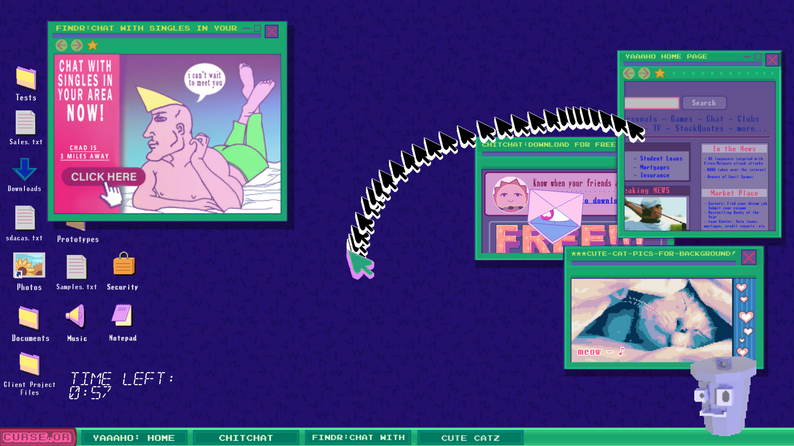 FINDR:CHAT WITH SINGLES IN YOUR
CHAT WITH
SINGLES IN
YOUR AREA
NOW!
CHAD IS
3 MILES AWAY
CLICK HERE
i can't wait
to meet you
Tests
Sales.txt
Downloads
sdacas.txt
Prototypes
Photos
Samples.txt
Security
Documents
Music
Notepad
Client Project
Files
TIME LEFT:
0:57
YAAAHO HOME PAGE
Search
sonals - Games - Chat - Clubs
TV - StockQuotes - more...
- Student Loans
- Mortgages
- Insurance
eaking NEWS
In the News
Market Place
CHITCHAT:DOWNLOAD FOR FREE
Know when your friends
to downlo
FREE!
***CUTE-CAT-PICS-FOR-BACKGROUND?
meow ~ ♪
CURSE.OR
YAAAHO: HOME
CHITCHAT
FINDR:CHAT WITH
CUTE CATZ